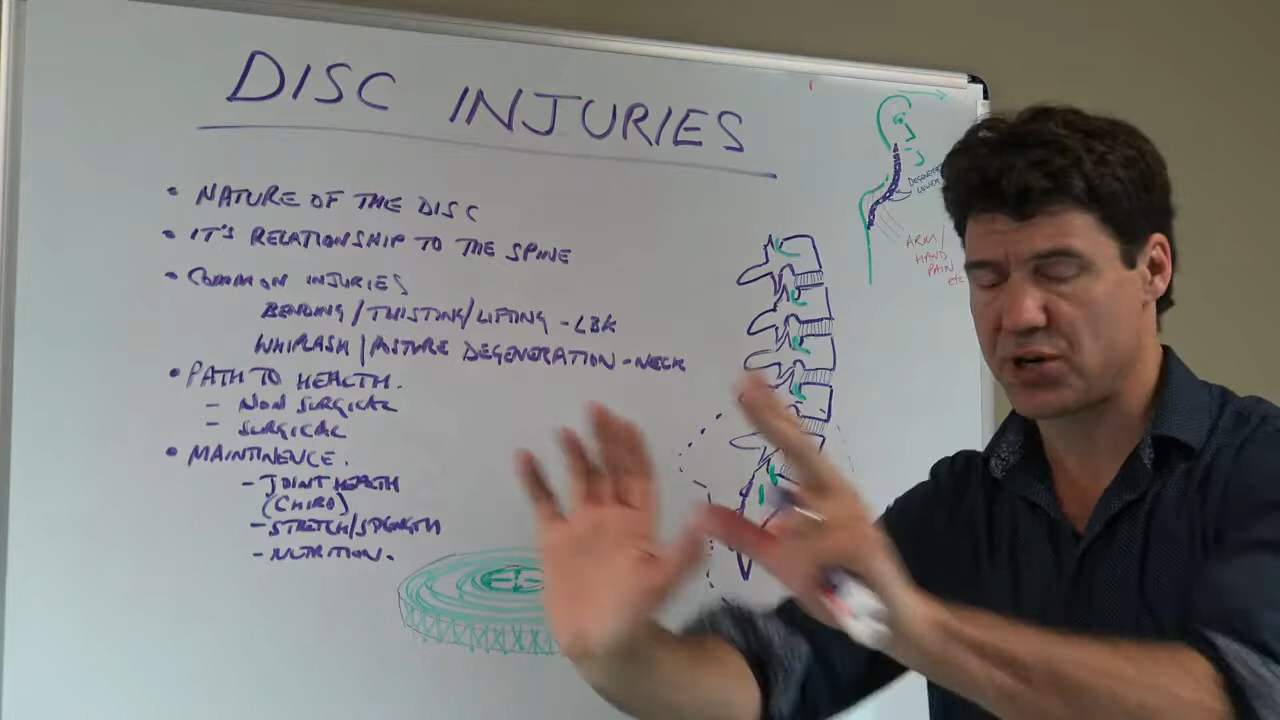 DISC INJURIES
• NATURE OF THE DISC
• IT'S RELATIONSHIP TO THE SPINE
• COMMON INJURIES
BENDING/TWISTING/LIFTING - LBK
WHIPLASH/POSTURE DEGENERATION - NECK
• PATH TO HEALTH.
- NON SURGICAL
- SURGICAL
• MAINTINENCE.
- JOINT HEALTH
(CHIRO)
- STRETCH/STRENGTH
- NUTRITION.
ARM/
HAND
PAIN
etc